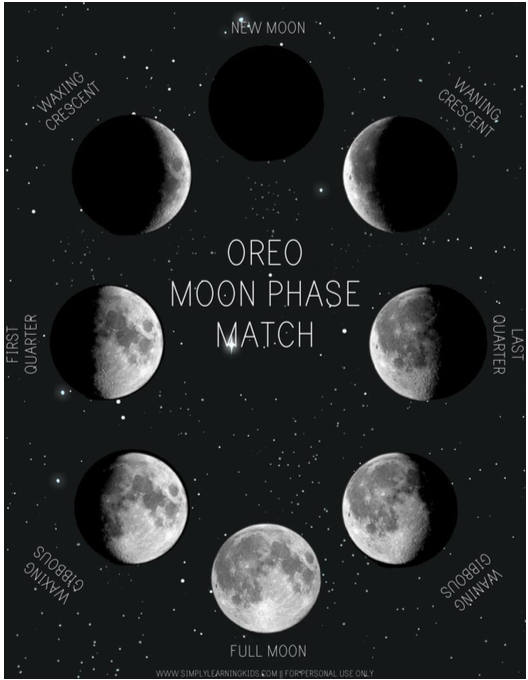 NEW MOON
WAXING
CRESCENT
WANING
CRESCENT
OREO
MOON PHASE
MATCH
FIRST
QUARTER
LAST
QUARTER
WAXING
GIBBOUS
WANING
GIBBOUS
FULL MOON
WWW.SIMPLYLEARNINGKIDS.COM || FOR PERSONAL USE ONLY